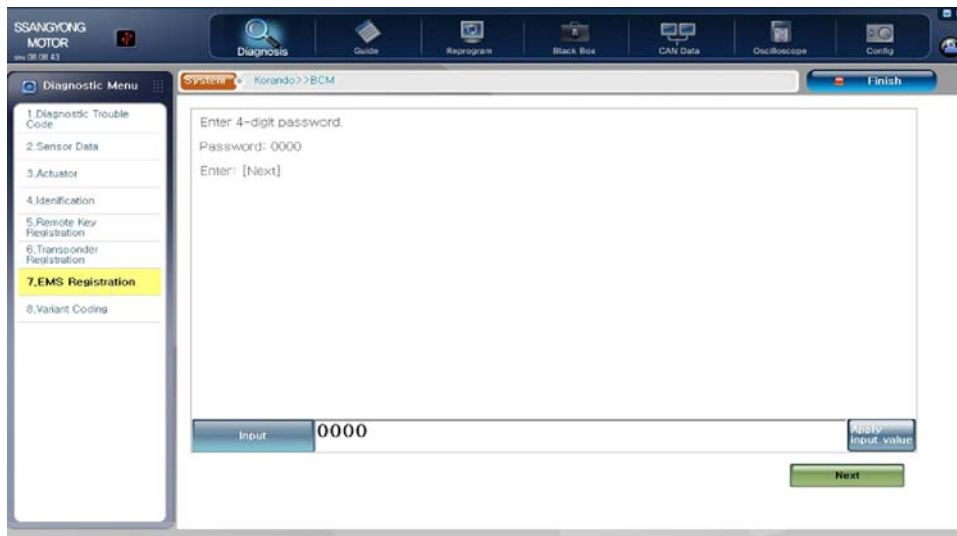 SSANGYONG
MOTOR
Diagnosis
Guide
Reprogram
Black Box
CAN Data
Oscilloscope
Config
Diagnostic Menu
System
Korando>>BCM
Finish
1.Diagnostic Trouble
Code
2.Sensor Data
3.Actuator
4.Idenification
5.Remote Key
Registration
6.Transponder
Registration
7.EMS Registration
8.Variant Coding
Enter 4-digit password.
Password: 0000
Enter: [Next]
Input
0000
Apply
input value
Next